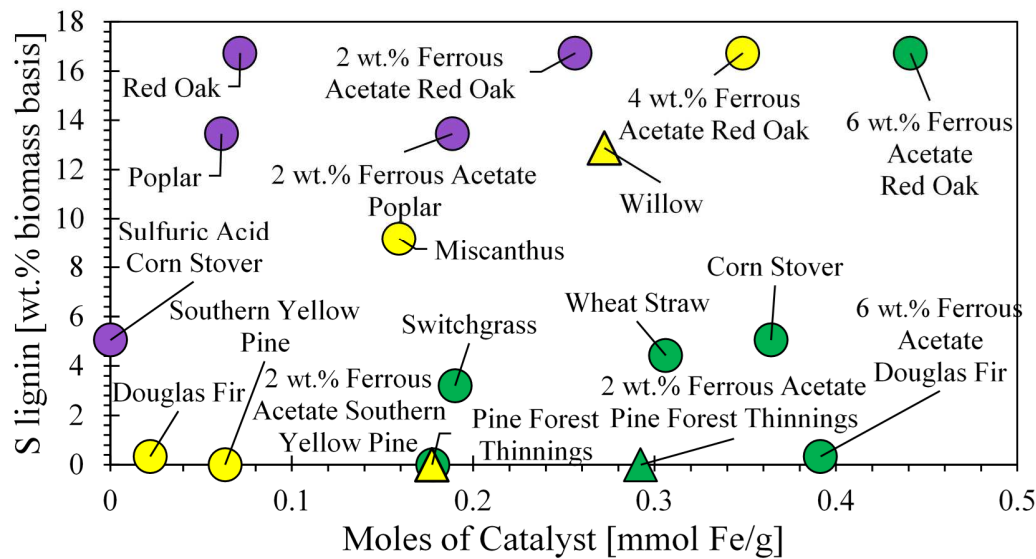 18
16
14
12
10
8
6
4
2
0
S lignin [wt.% biomass basis]
Red Oak
2 wt.% Ferrous
Acetate Red Oak
4 wt.% Ferrous
Acetate Red Oak
6 wt.% Ferrous
Acetate
Red Oak
Poplar
2 wt.% Ferrous Acetate
Poplar
Willow
Miscanthus
Sulfuric Acid
Corn Stover
Southern Yellow
Pine
Douglas Fir
Switchgrass
Wheat Straw
Corn Stover
6 wt.% Ferrous
Acetate
Douglas Fir
2 wt.% Ferrous
Acetate Southern
Yellow Pine
Pine Forest
Thinnings
2 wt.% Ferrous Acetate
Pine Forest Thinnings
0
0.1
0.2
0.3
0.4
0.5
Moles of Catalyst [mmol Fe/g]